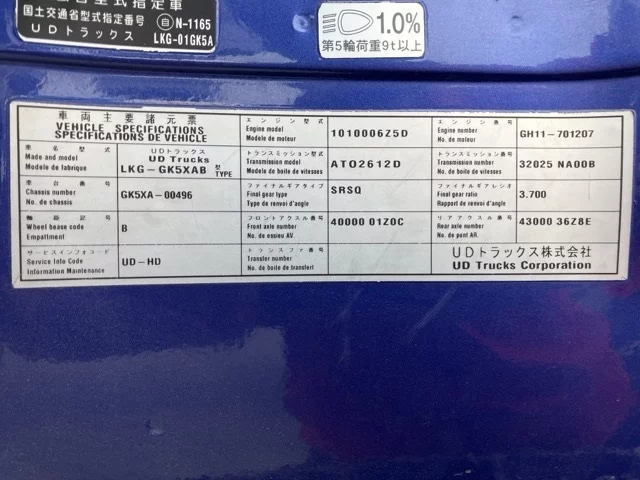 国土交通省型式指定番号 自 N-1165
UDトラックス LKG-01GK5A
1.0%
第5輪荷重9t以上
車両主要諸元票
VEHICLE SPECIFICATIONS
SPECIFICATIONS DE VEHICLE
車名型式
Made and model
Modele de fabrique
UDトラックス
UD Trucks
LKG-GK5XAB 型 TYPE
車台番号
Chassis number
No. de chassis
GK5XA-00496
軸距記号
Wheel base code
Empattment
B
サービスインフォコード
Service Info Code
Information Maintenance
UD-HD
エンジン型式
Engine model
Modele de moteur
1010006Z5D
トランスミッション型式
Transmission model
Modele de boite de vitesses
ATO2612D
ファイナルギアタイプ
Final gear type
Type de renvoi d'angle
SRSQ
フロントアクスル番号
Front axle number
No. de essieu AV.
40000 01Z0C
トランスファ番号
Transfer number
No. de boite de transfert
エンジン番号
Engine number
No. de moteur
GH11-701207
トランスミッション番号
Transmission number
No. de boite de vitesses
32025 NA00B
ファイナルギアレシオ
Final gear ratio
Rapport de renvoi d'angle
3.700
リアアクスル番号
Rear axle number
No. de pont AR.
43000 36Z8E
UDトラックス株式会社
UD Trucks Corporation